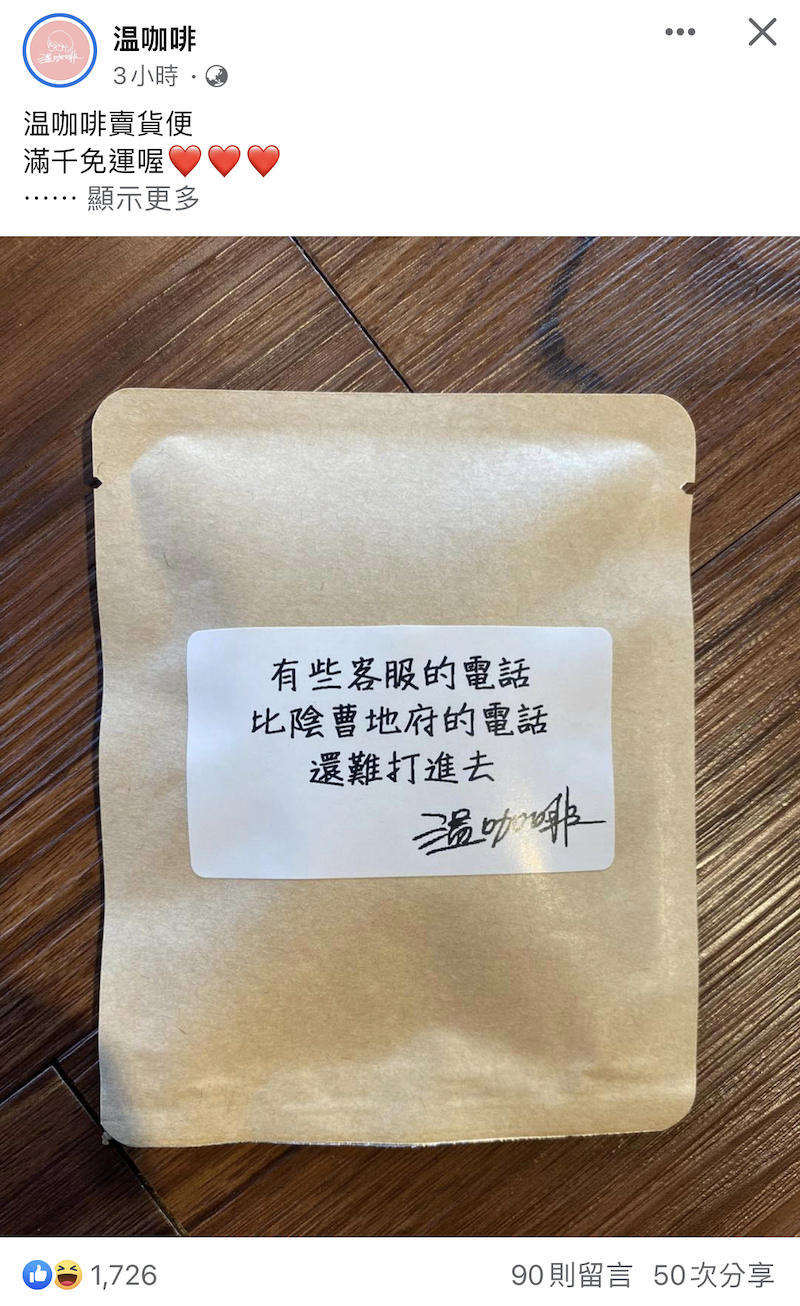 温咖啡
3小時 ·
温咖啡賣貨便
滿千免運喔❤️❤️❤️
⋯⋯ 顯示更多
有些客服的電話
比陰曹地府的電話
還難打進去
温咖啡
1,726
90則留言 50次分享